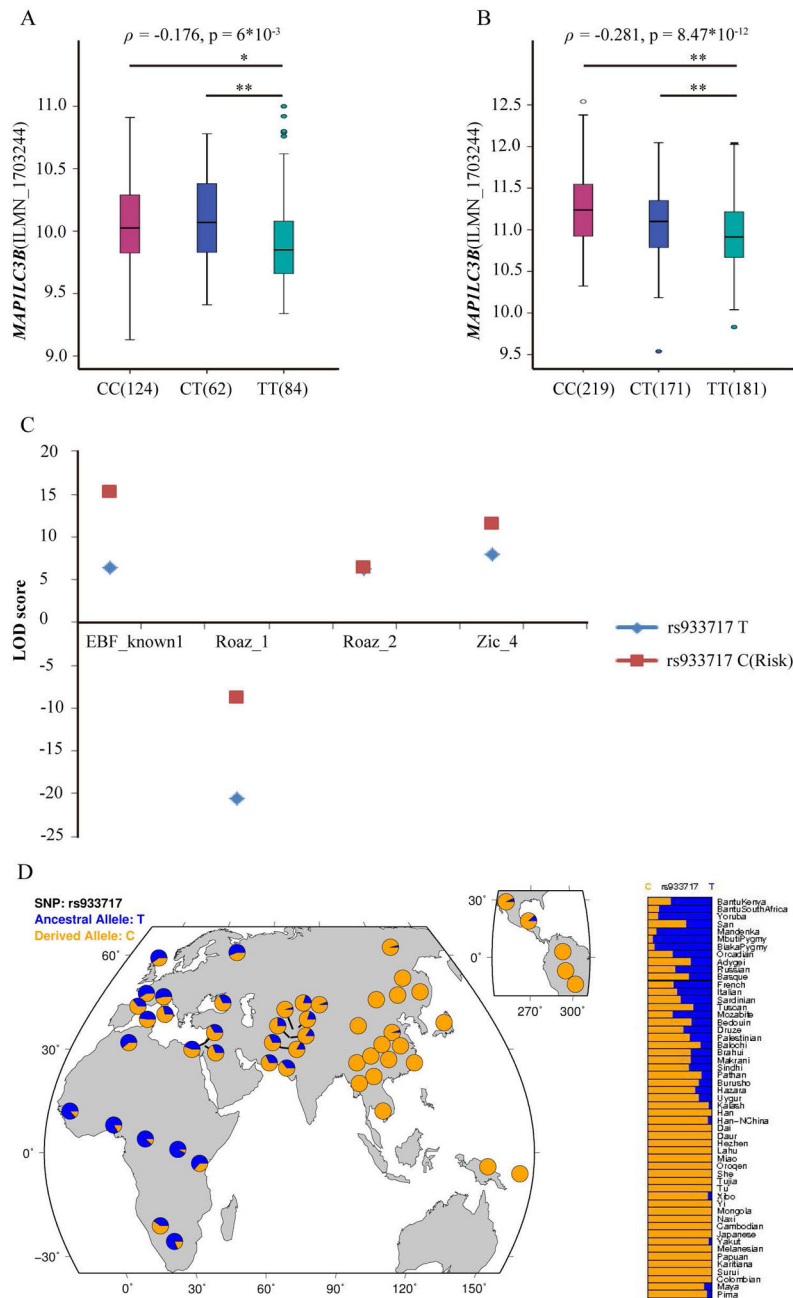 A
ρ = -0.176, p = 6*10-3
*
**
MAP1LC3B(ILMN_1703244)
11.0
10.5
10.0
9.5
9.0
CC(124) CT(62) TT(84)
B
ρ = -0.281, p = 8.47*10-12
**
**
MAP1LC3B(ILMN_1703244)
12.5
12.0
11.5
11.0
10.5
10.0
9.5
CC(219) CT(171) TT(181)
C
LOD score
20
15
10
5
0
-5
-10
-15
-20
-25
EBF_known1 Roaz_1 Roaz_2 Zic_4
rs933717 T
rs933717 C(Risk)
D
SNP: rs933717
Ancestral Allele: T
Derived Allele: C
60°
30°
0°
−30°
0° 30° 60° 90° 120° 150°
30°
0°
−30°
270° 300°
C rs933717 T
BantuKenya
BantuSouthAfrica
Yoruba
San
Mandenka
MbutiPygmy
BiakaPygmy
Orcadian
Adygei
Russian
Basque
French
Italian
Sardinian
Tuscan
Mozabite
Bedouin
Druze
Palestinian
Balochi
Brahui
Makrani
Sindhi
Pathan
Burusho
Hazara
Uygur
Kalash
Han
Han−NChina
Dai
Daur
Hezhen
Lahu
Miao
Oroqen
She
Tujia
Tu
Xibo
Yi
Mongola
Naxi
Cambodian
Japanese
Yakut
Melanesian
Papuan
Karitiana
Surui
Colombian
Maya
Pima